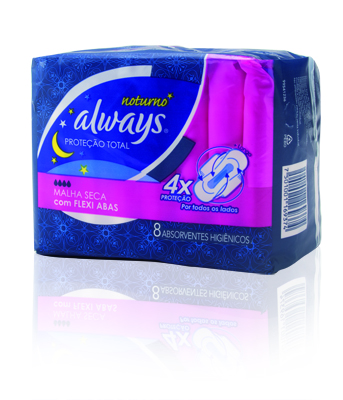 noturno
always
PROTEÇÃO TOTAL
MALHA SECA
com FLEXI ABAS
4x
PROTEÇÃO
Por todos os lados
8 ABSORVENTES HIGIÊNICOS